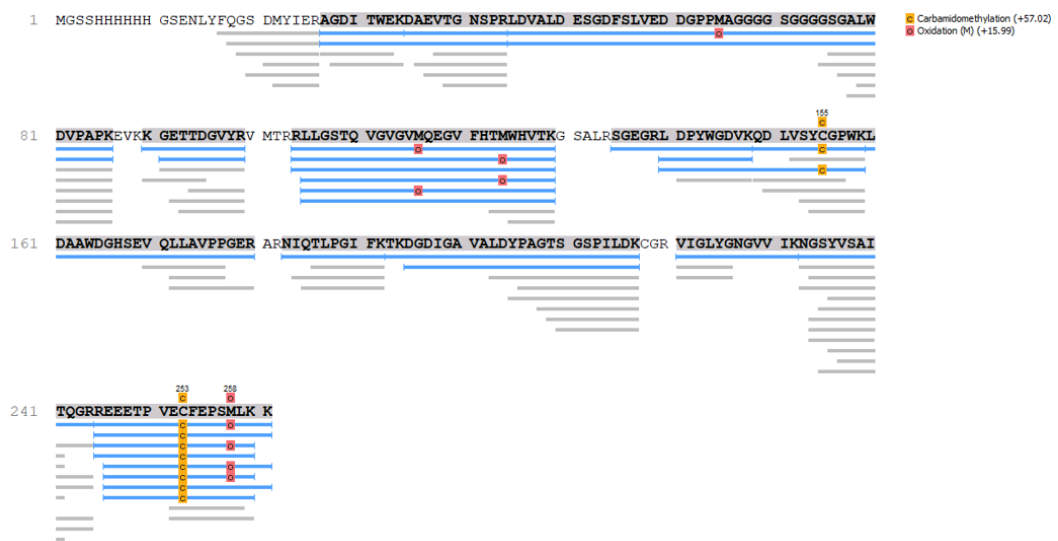 1 MGSSHHHHHH GSENLYFQGS DMYIERAGDI TWEKDAEVTG NSPRLDVALD ESGDFSLVED DGPPMAGGGG SGGGGSGALW
C Carbamidomethylation (+57.02)
O Oxidation (M) (+15.99)
O
C
155
81 DVPAPKEVKK GETTDGVYRV MTRRLLGSTQ VGVGVMQEGV FHTMWHVTKG SALRSGEGRL DPYWGDVKQD LVSYCGPWKL
O C
O
C
O
O
161 DAAWDGHSEV QLLAVPPGER ARNIQTLPGI FKTKDGDIGA VALDYPAGTS GSPILDKCGR VIGLYGNGVV IKNGSYVSAI
253 258
C O
241 TQGRREEETP VECFEPSMLK K
C O
C
C O
C
C O
C O
C
C